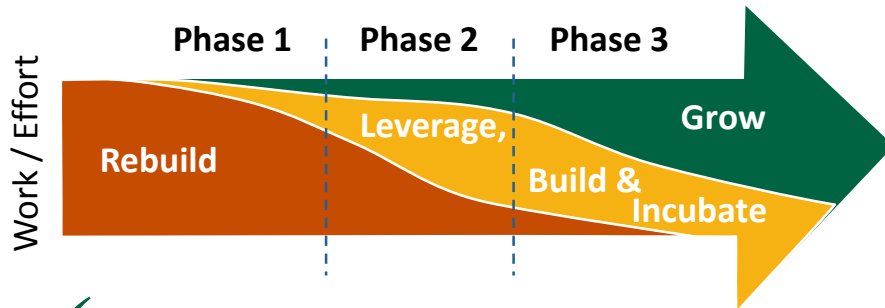 Phase 1
Phase 2
Phase 3
Work / Effort
Rebuild
Leverage,
Build &
Incubate
Grow